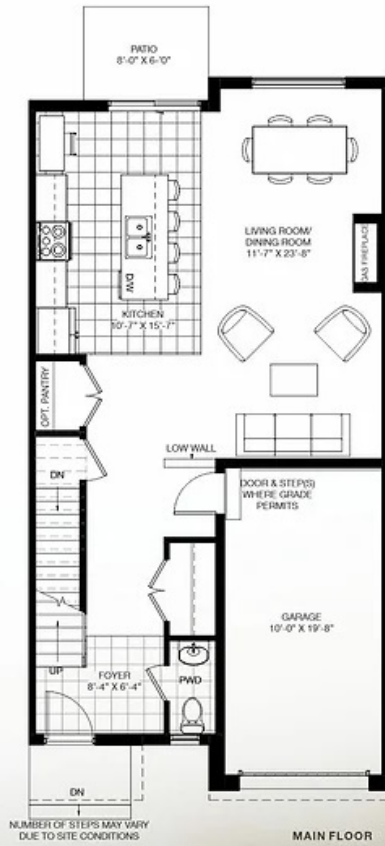 PATIO
8'-0" X 6'-0"
LIVING ROOM/
DINING ROOM
11'-7" X 23'-8"
GAS FIREPLACE
D/W
KITCHEN
10'-7" X 15'-7"
OPT. PANTRY
LOW WALL
DN
DOOR & STEP(S)
WHERE GRADE
PERMITS
GARAGE
10'-0" X 19'-8"
UP
FOYER
8'-4" X 6'-4"
PWD
DN
NUMBER OF STEPS MAY VARY
DUE TO SITE CONDITIONS
MAIN FLOOR